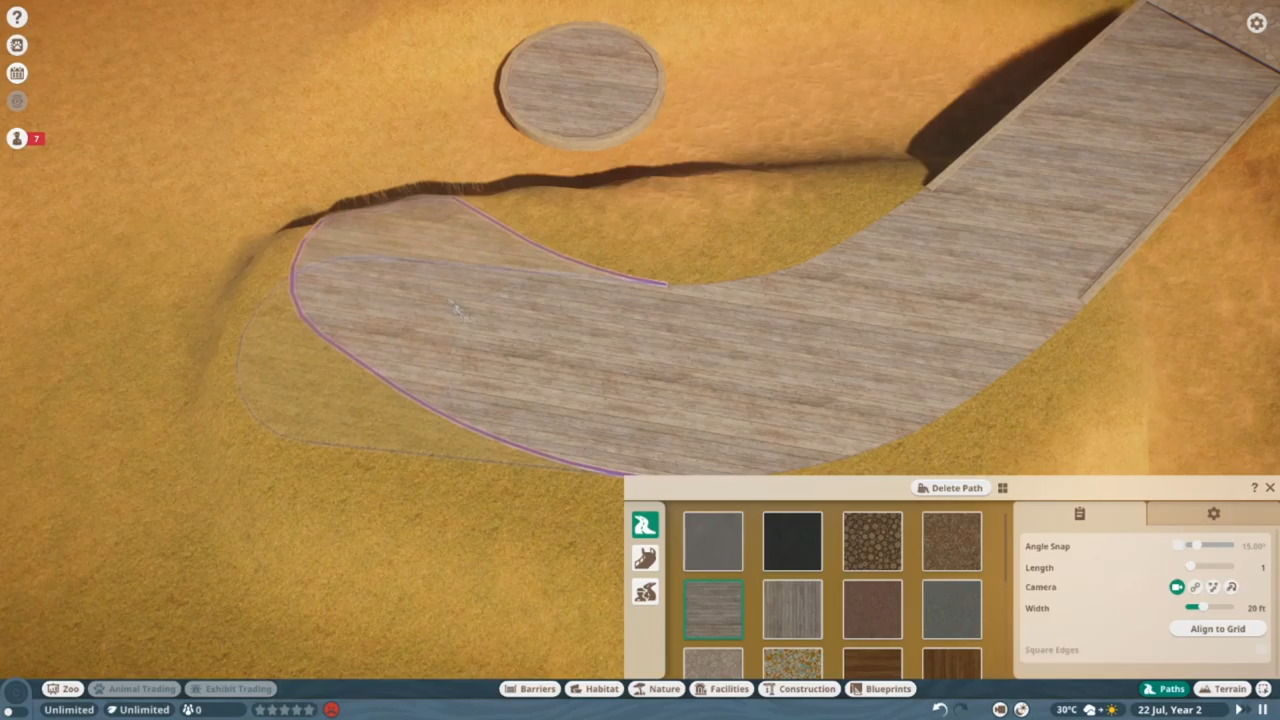 ?
7
Delete Path
?
Angle Snap 15.00°
Length 1
Camera
Width 20 ft
Align to Grid
Square Edges
Zoo Animal Trading Exhibit Trading Barriers Habitat Nature Facilities Construction Blueprints Paths Terrain
Unlimited Unlimited 0 30°C 22 Jul, Year 2